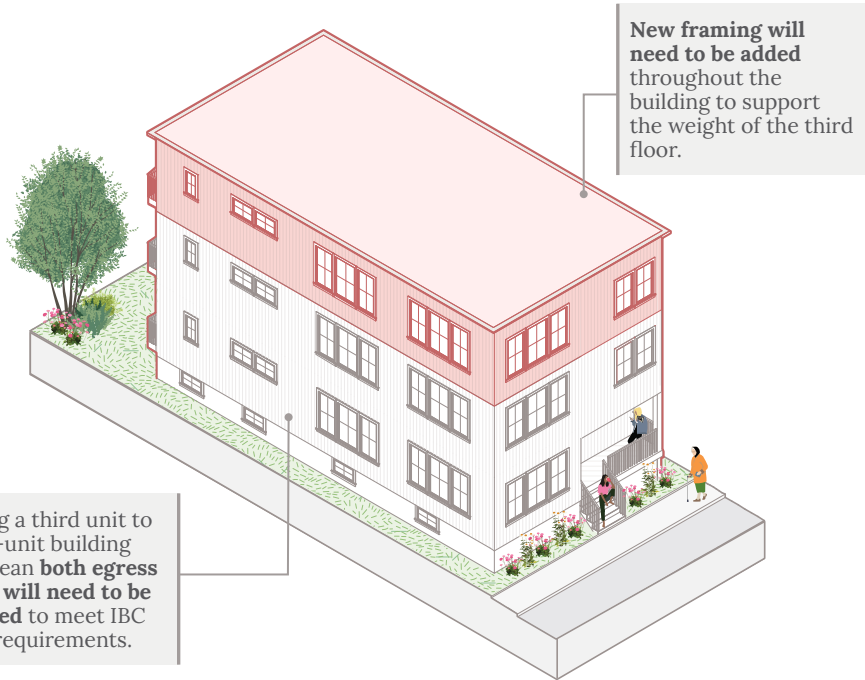 New framing will
need to be added
throughout the
building to support
the weight of the third
floor.
a third unit to
-unit building
both egress
will need to be
to meet IBC
requirements.